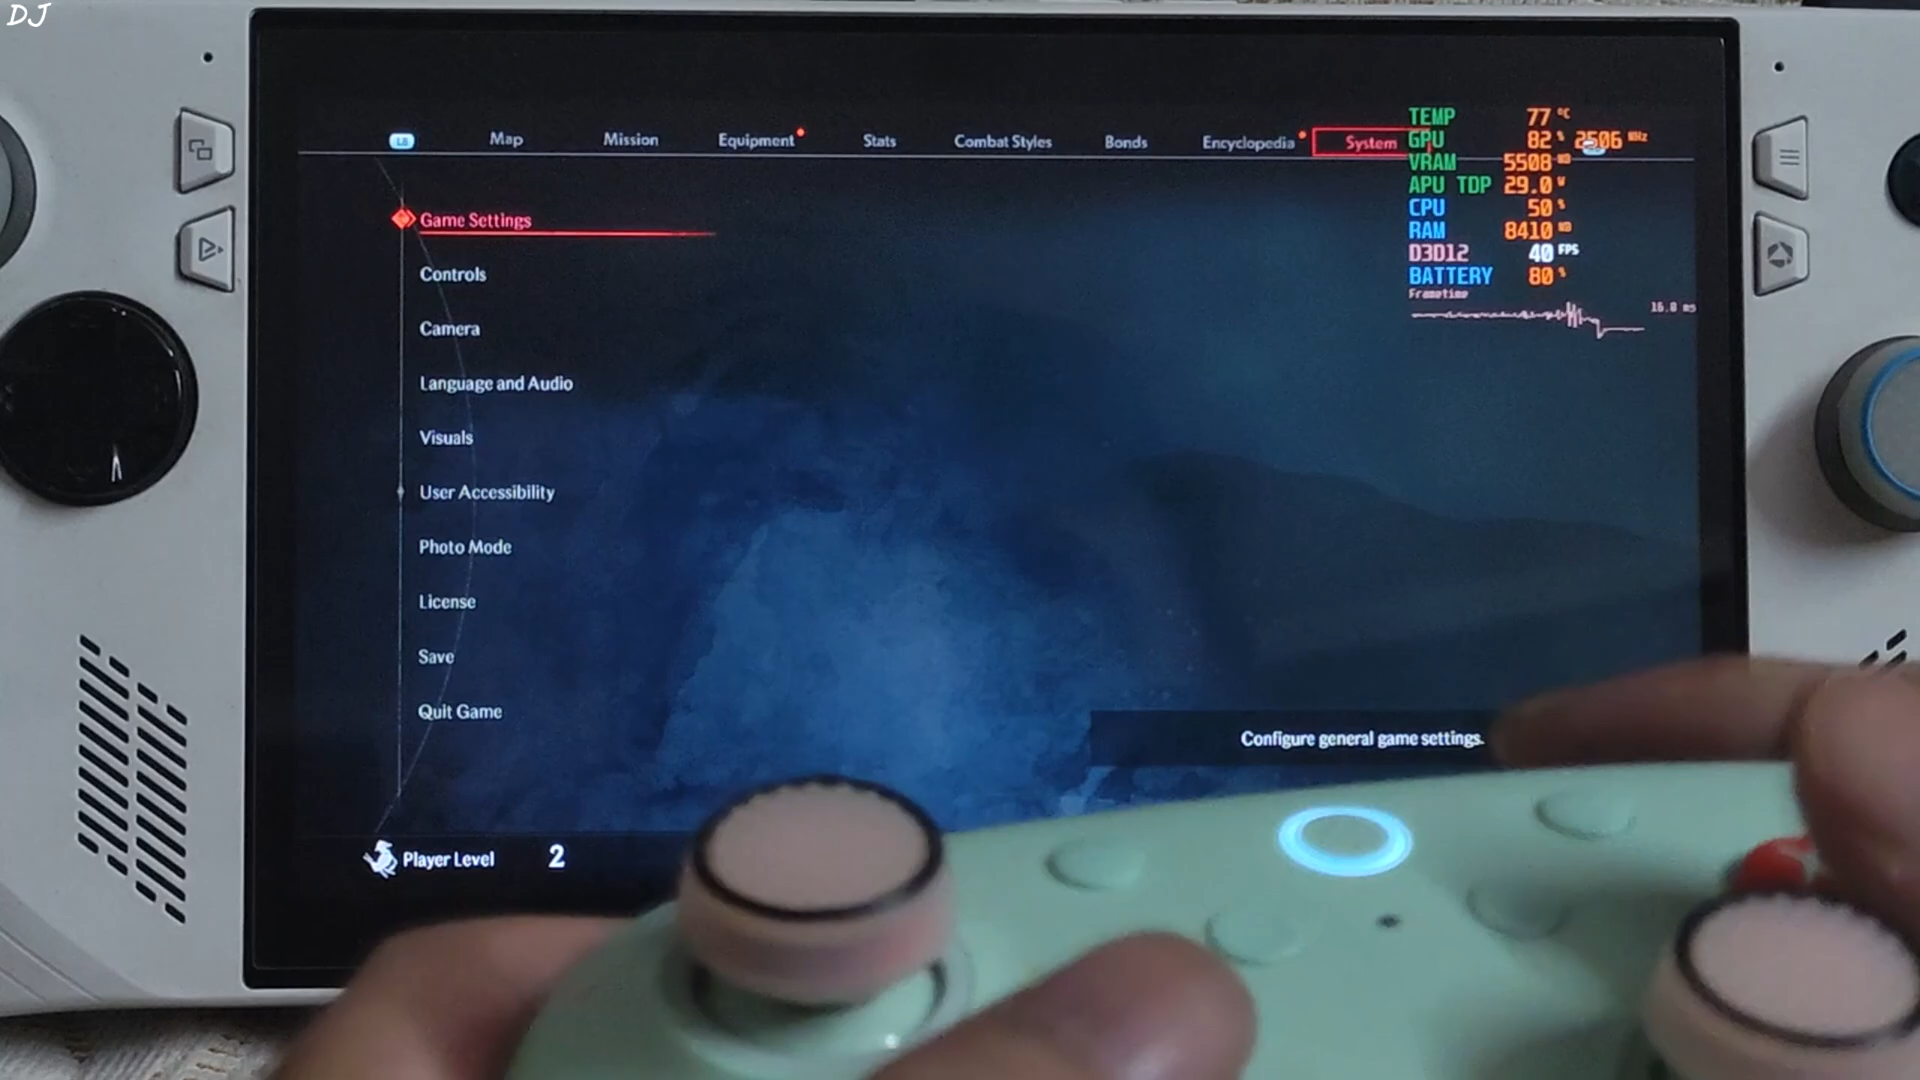 DJ
LB Map Mission Equipment Stats Combat Styles Bonds Encyclopedia System
TEMP 77 °C
GPU 82 % 2506 MHz
VRAM 5508 MB
APU TDP 29.0 W
CPU 50 %
RAM 8410 MB
D3D12 40 FPS
BATTERY 80 %
Frametime
16.8 ms
Game Settings
Controls
Camera
Language and Audio
Visuals
User Accessibility
Photo Mode
License
Save
Quit Game
Configure general game settings.
Player Level 2